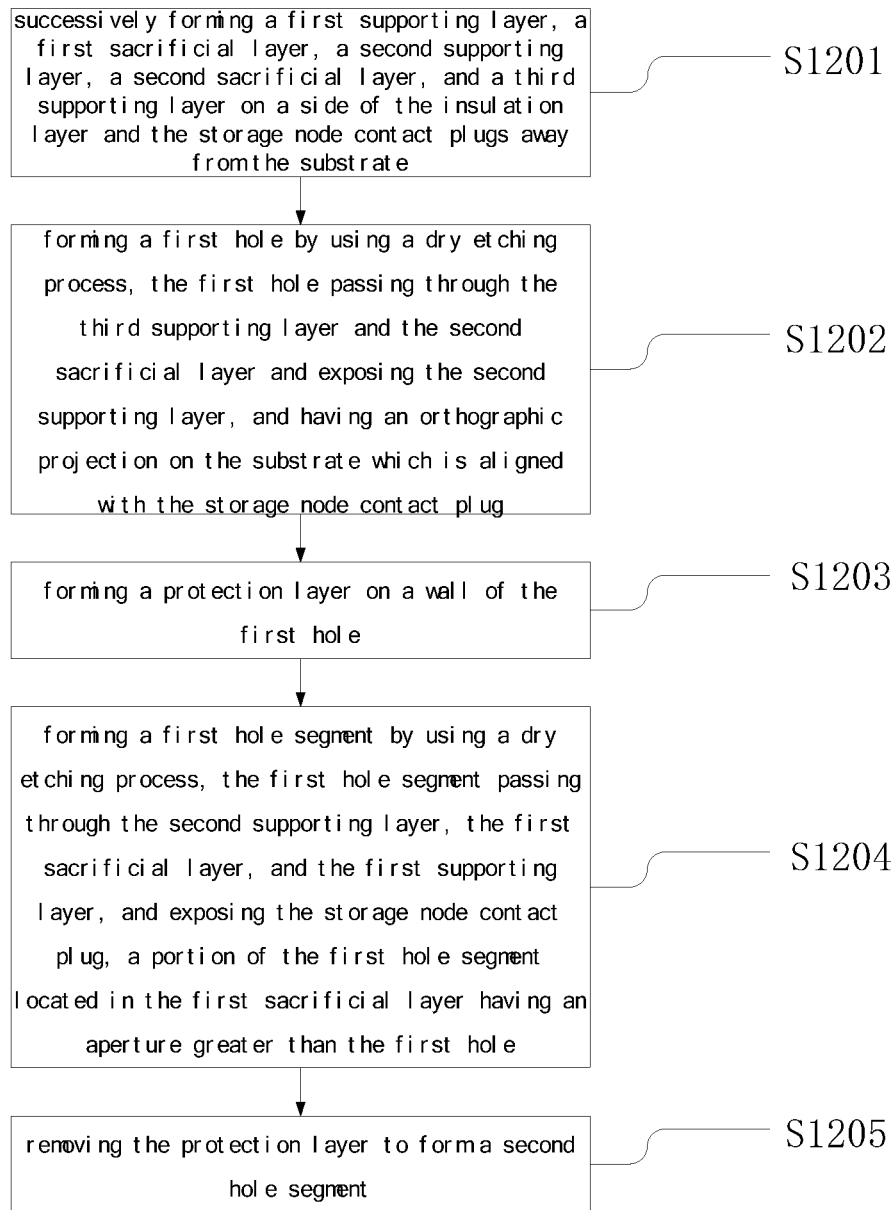 successively forming a first supporting layer, a
first sacrificial layer, a second supporting
layer, a second sacrificial layer, and a third
supporting layer on a side of the insulation
layer and the storage node contact plugs away
from the substrate
S1201
forming a first hole by using a dry etching
process, the first hole passing through the
third supporting layer and the second
sacrificial layer and exposing the second
supporting layer, and having an orthographic
projection on the substrate which is aligned
with the storage node contact plug
S1202
forming a protection layer on a wall of the
first hole
S1203
forming a first hole segment by using a dry
etching process, the first hole segment passing
through the second supporting layer, the first
sacrificial layer, and the first supporting
layer, and exposing the storage node contact
plug, a portion of the first hole segment
located in the first sacrificial layer having an
aperture greater than the first hole
S1204
removing the protection layer to form a second
hole segment
S1205